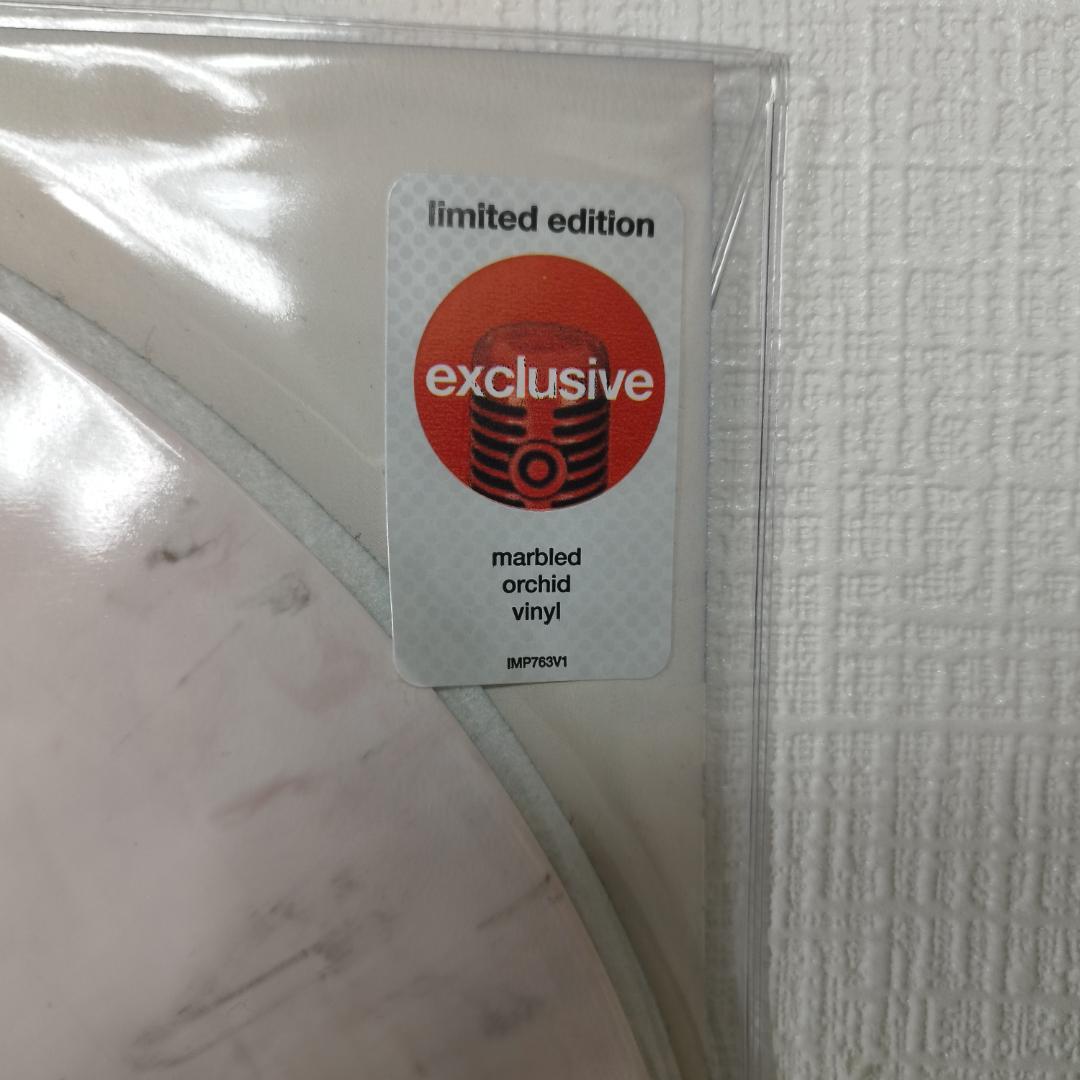 limited edition
exclusive
marbled
orchid
vinyl
IMP763V1